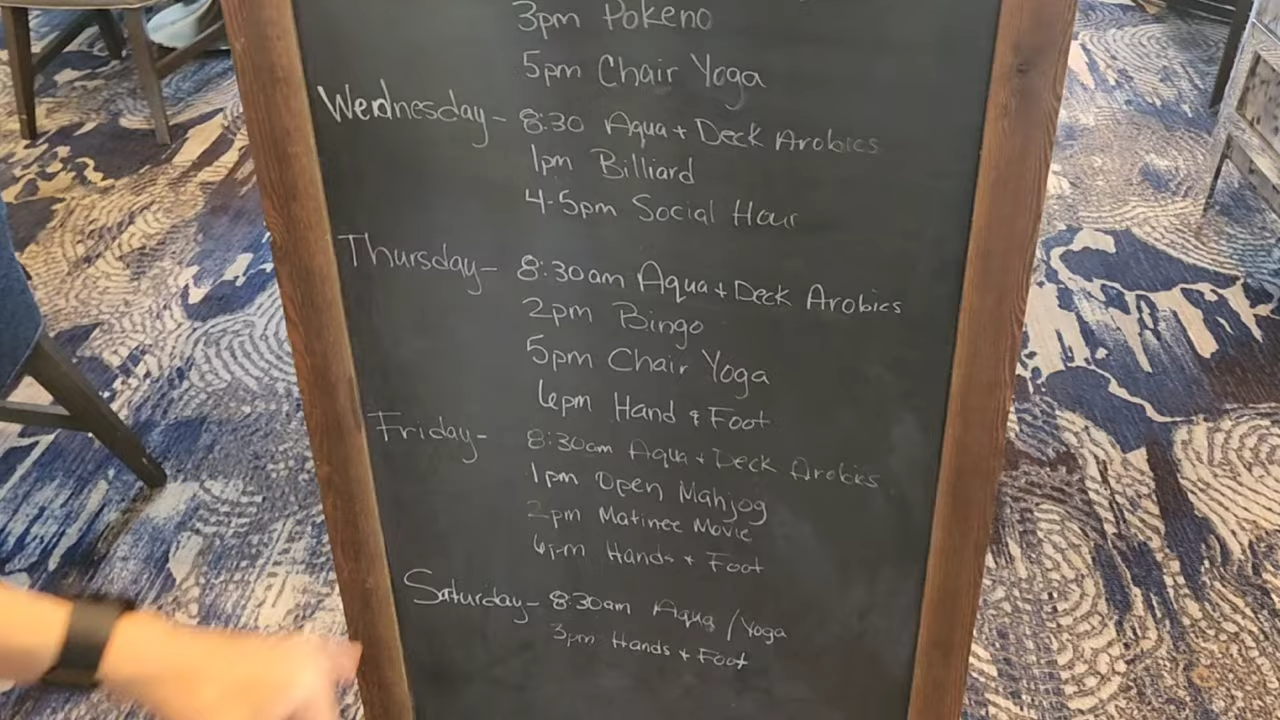 3pm Pokeno
5pm Chair Yoga
Wednesday - 8:30 Aqua + Deck Arobics
1pm Billiard
4-5pm Social Hour
Thursday - 8:30am Aqua + Deck Arobics
2pm Bingo
5pm Chair Yoga
6pm Hand & Foot
Friday - 8:30am Aqua + Deck Arobics
1pm Open Mahjog
2pm Matinee Movie
6pm Hands + Foot
Saturday - 8:30am Aqua / Yoga
3pm Hands + Foot